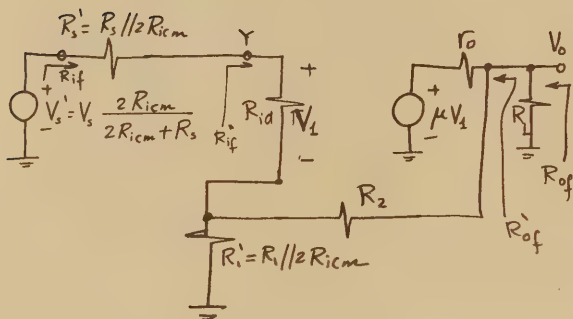 R's = Rs // 2Ricm
Y
Rif
V's = Vs 2Ricm / 2Ricm + Rs
+
-
R'if
Rid
+
V1
-
ro
+
μV1
-
Vo
RL
Rof
R'of
R2
R'1 = R1 // 2Ricm